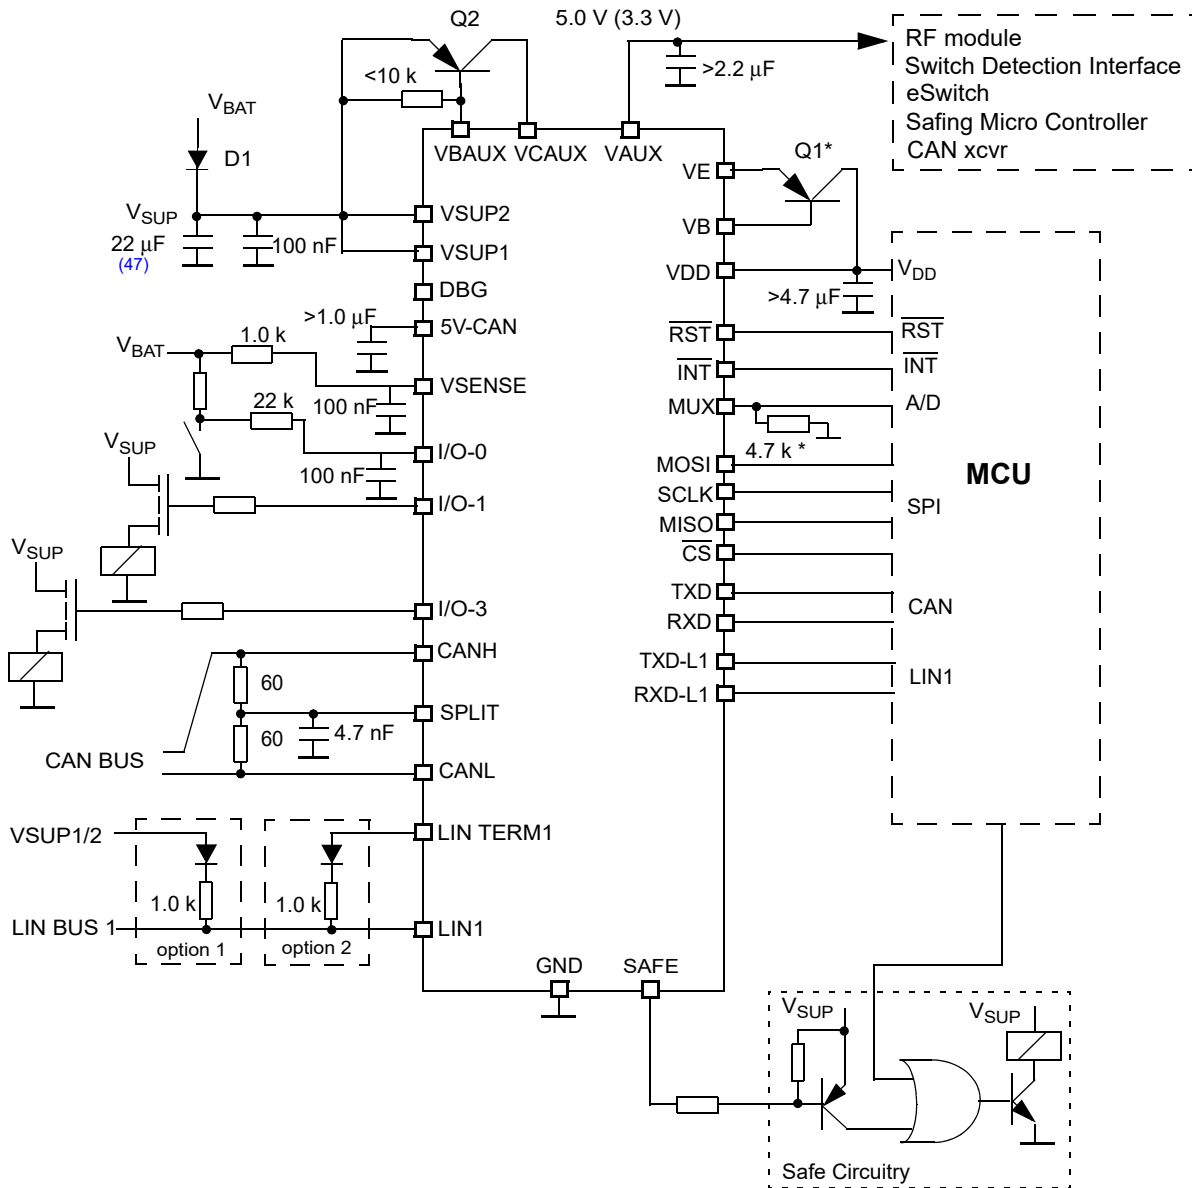 Q2
5.0 V (3.3 V)
RF module
Switch Detection Interface
eSwitch
Safing Micro Controller
CAN xcvr
>2.2 μF
<10 k
VBAT
D1
VBAUX
VCAUX
VAUX
VE
Q1*
VB
VSUP
VSUP2
22 μF
(47)
100 nF
VSUP1
VDD
VDD
>4.7 μF
DBG
>1.0 μF
5V-CAN
RST
RST
VBAT
1.0 k
INT
INT
VSENSE
100 nF
MUX
A/D
4.7 k *
22 k
VSUP
I/O-0
100 nF
MOSI
MCU
SCLK
SPI
I/O-1
MISO
CS
VSUP
TXD
CAN
RXD
I/O-3
CANH
TXD-L1
LIN1
RXD-L1
60
SPLIT
4.7 nF
60
CAN BUS
CANL
VSUP1/2
LIN TERM1
1.0 k
1.0 k
LIN BUS 1
LIN1
option 1
option 2
GND
SAFE
VSUP
VSUP
Safe Circuitry